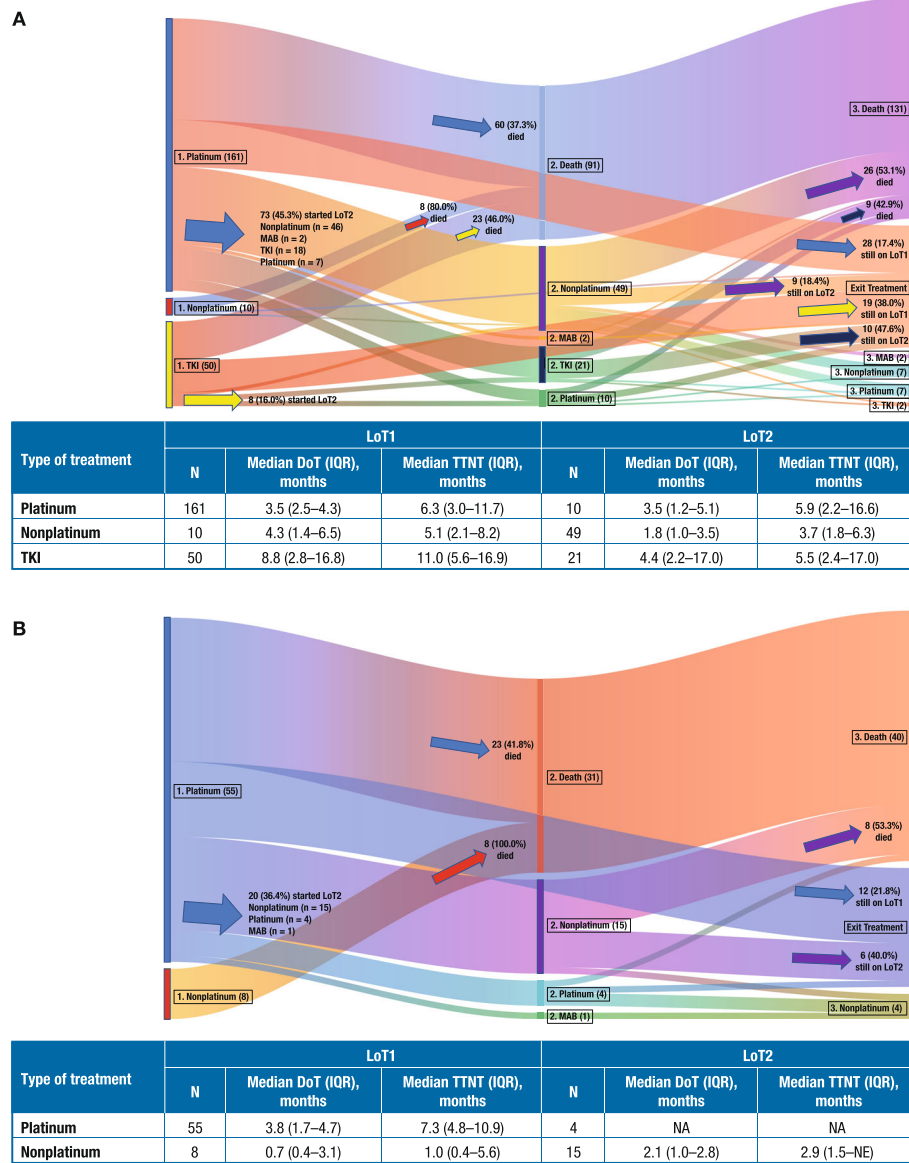 A
1. Platinum (161)
73 (45.3%) started LoT2
Nonplatinum (n = 46)
MAB (n = 2)
TKI (n = 18)
Platinum (n = 7)
1. Nonplatinum (10)
1. TKI (50)
8 (16.0%) started LoT2
60 (37.3%)
died
8 (80.0%)
died
23 (46.0%)
died
2. Death (91)
2. Nonplatinum (49)
2. MAB (2)
2. TKI (21)
2. Platinum (10)
3. Death (131)
26 (53.1%)
died
9 (42.9%)
died
28 (17.4%)
still on LoT1
9 (18.4%)
still on LoT2
Exit Treatment
19 (38.0%)
still on LoT1
10 (47.6%)
still on LoT2
3. MAB (2)
3. Nonplatinum (7)
3. Platinum (7)
3. TKI (2)
Type of treatment LoT1 LoT2
N Median DoT (IQR), months Median TTNT (IQR), months N Median DoT (IQR), months Median TTNT (IQR), months
Platinum 161 3.5 (2.5–4.3) 6.3 (3.0–11.7) 10 3.5 (1.2–5.1) 5.9 (2.2–16.6)
Nonplatinum 10 4.3 (1.4–6.5) 5.1 (2.1–8.2) 49 1.8 (1.0–3.5) 3.7 (1.8–6.3)
TKI 50 8.8 (2.8–16.8) 11.0 (5.6–16.9) 21 4.4 (2.2–17.0) 5.5 (2.4–17.0)
B
1. Platinum (55)
20 (36.4%) started LoT2
Nonplatinum (n = 15)
Platinum (n = 4)
MAB (n = 1)
1. Nonplatinum (8)
23 (41.8%)
died
8 (100.0%)
died
2. Death (31)
2. Nonplatinum (15)
2. Platinum (4)
2. MAB (1)
3. Death (40)
8 (53.3%)
died
12 (21.8%)
still on LoT1
Exit Treatment
6 (40.0%)
still on LoT2
3. Nonplatinum (4)
Type of treatment LoT1 LoT2
N Median DoT (IQR), months Median TTNT (IQR), months N Median DoT (IQR), months Median TTNT (IQR), months
Platinum 55 3.8 (1.7–4.7) 7.3 (4.8–10.9) 4 NA NA
Nonplatinum 8 0.7 (0.4–3.1) 1.0 (0.4–5.6) 15 2.1 (1.0–2.8) 2.9 (1.5–NE)